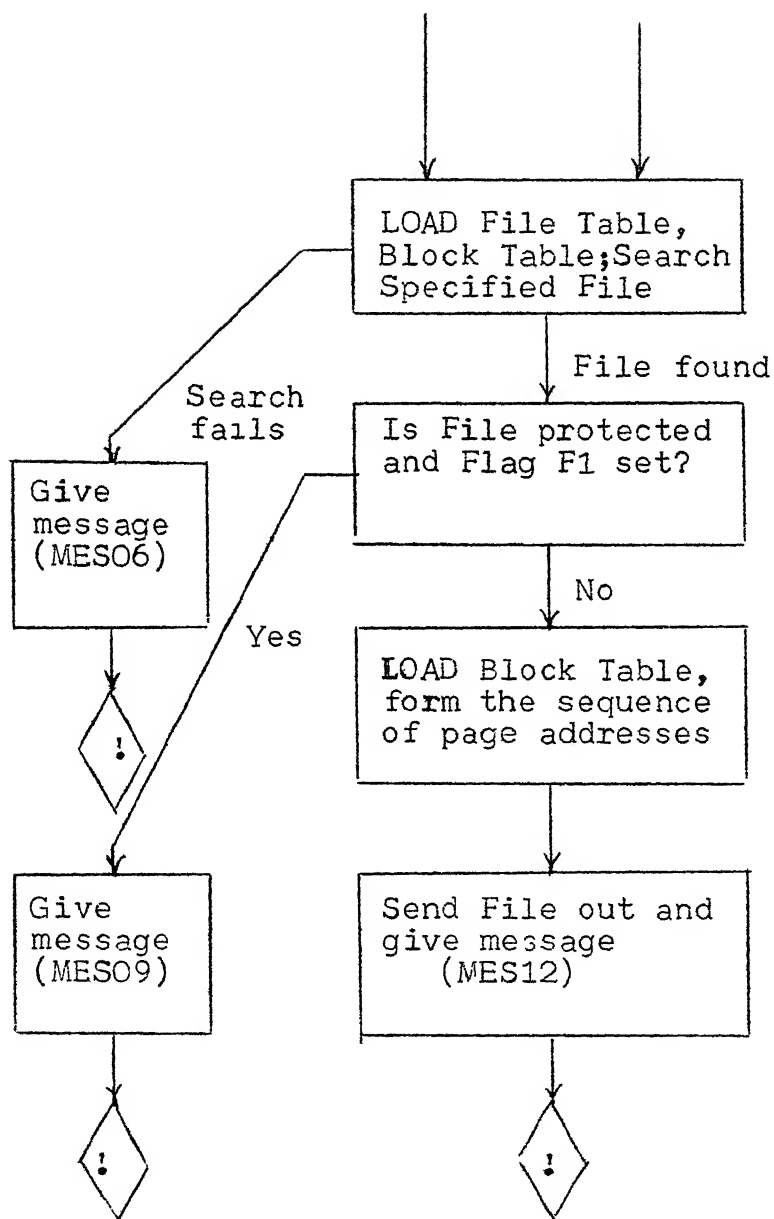 LOAD File Table,
Block Table;Search
Specified File
File found
Search
fails
Is File protected
and Flag F1 set?
Give
message
(MES06)
No
Yes
LOAD Block Table,
form the sequence
of page addresses
!
Give
message
(MES09)
Send File out and
give message
(MES12)
!
!